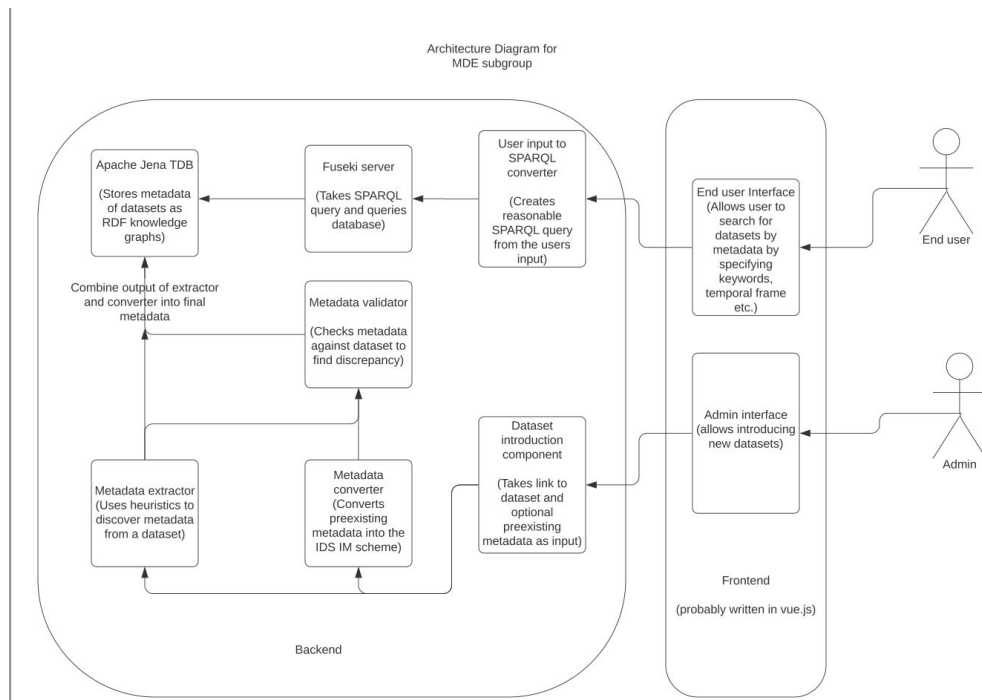 Architecture Diagram for
MDE subgroup
Apache Jena TDB
(Stores metadata
of datasets as
RDF knowledge
graphs)
Fuseki server
(Takes SPARQL
query and queries
database)
User input to
SPARQL
converter
(Creates
reasonable
SPARQL query
from the users
input)
End user Interface
(Allows user to
search for
datasets by
metadata by
specifying
keywords,
temporal frame
etc.)
End user
Combine output of extractor
and converter into final
metadata
Metadata validator
(Checks metadata
against dataset to
find discrepancy)
Admin interface
(allows introducing
new datasets)
Admin
Metadata extractor
(Uses heuristics to
discover metadata
from a dataset)
Metadata
converter
(Converts
preexisting
metadata into the
IDS IM scheme)
Dataset
introduction
component
(Takes link to
dataset and
optional
preexisting
metadata as input)
Frontend
(probably written in vue.js)
Backend